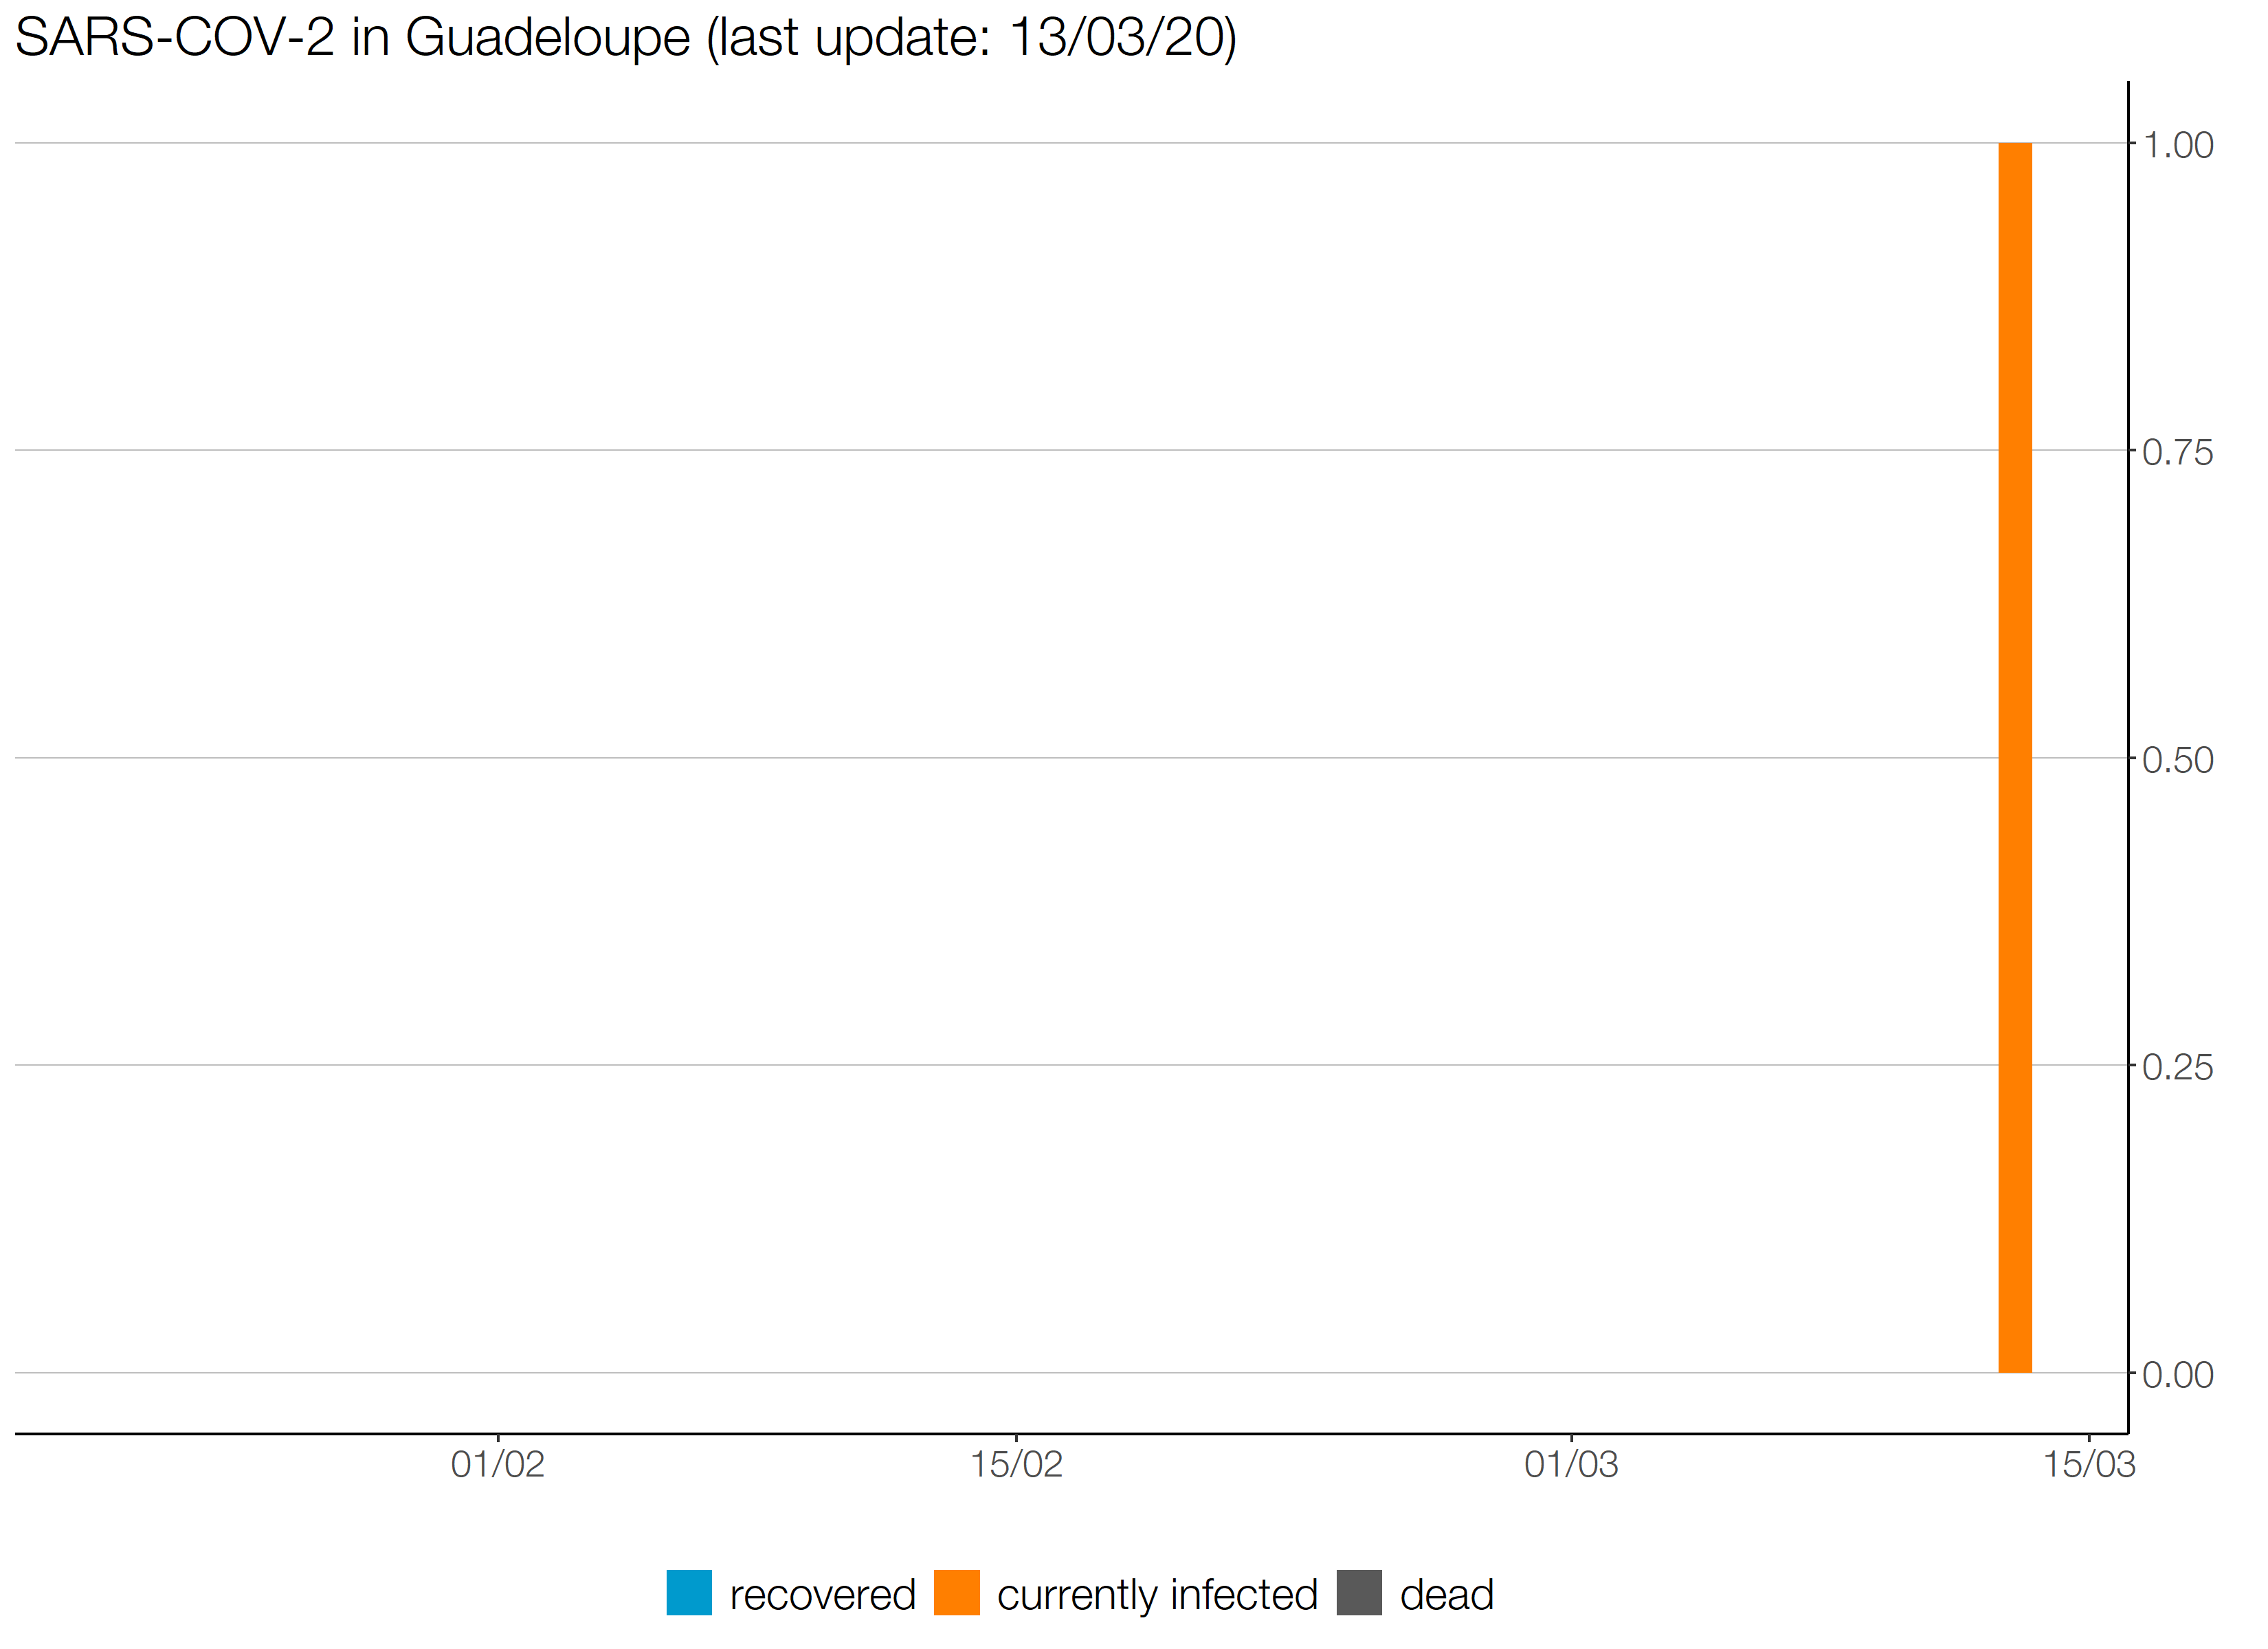 SARS-COV-2 in Guadeloupe (last update: 13/03/20)
1.00
0.75
0.50
0.25
0.00
01/02 15/02 01/03 15/03
recovered currently infected dead